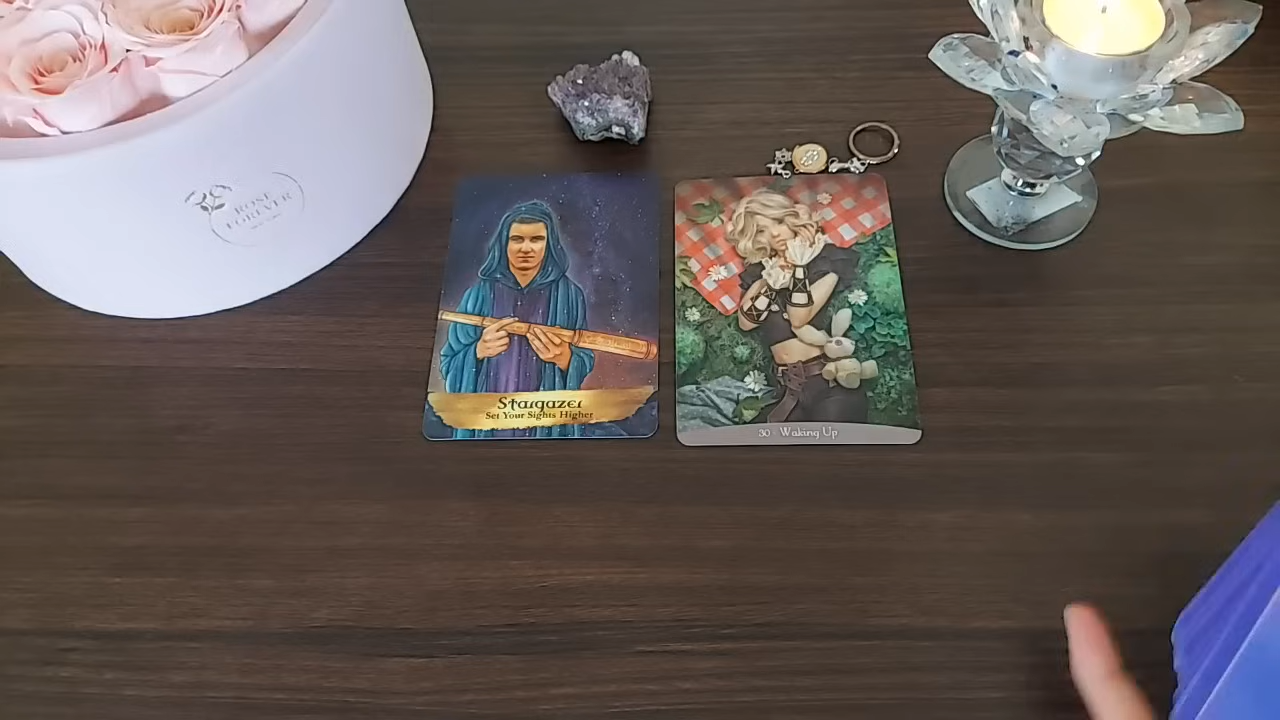 ROSE
FOREVER
Stargazer
Set Your Sights Higher
30 - Waking Up